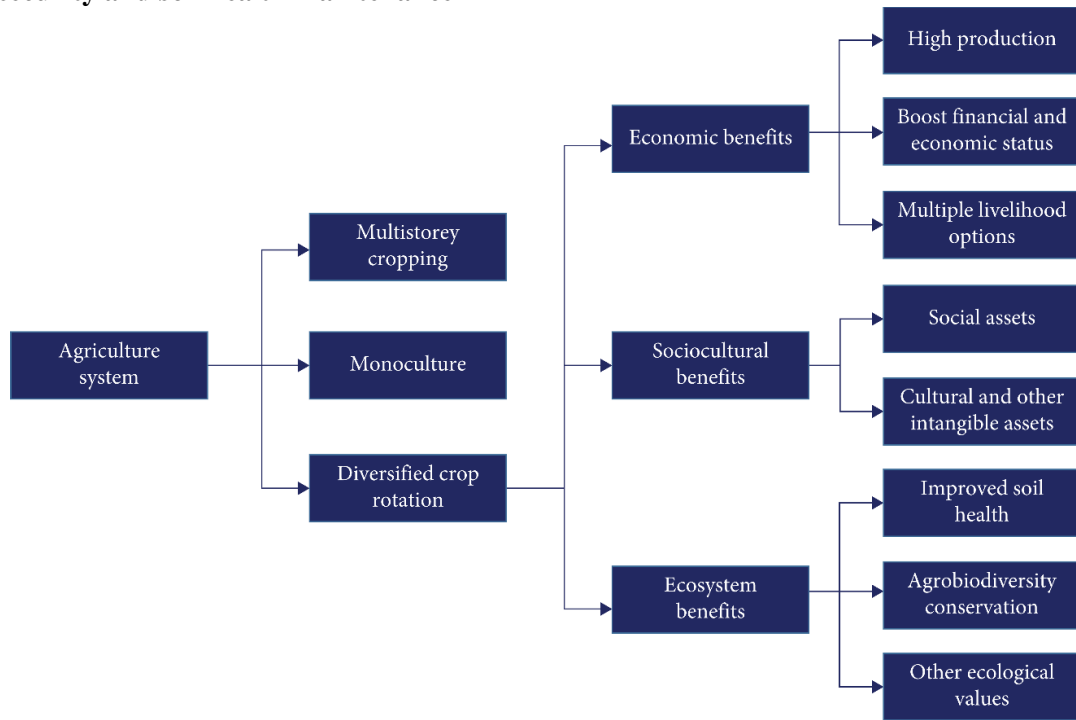 High production
Boost financial and
economic status
Economic benefits
Multiple livelihood
options
Multistorey
cropping
Social assets
Agriculture
system
Monoculture
Sociocultural
benefits
Cultural and other
intangible assets
Diversified crop
rotation
Improved soil
health
Ecosystem
benefits
Agrobiodiversity
conservation
Other ecological
values